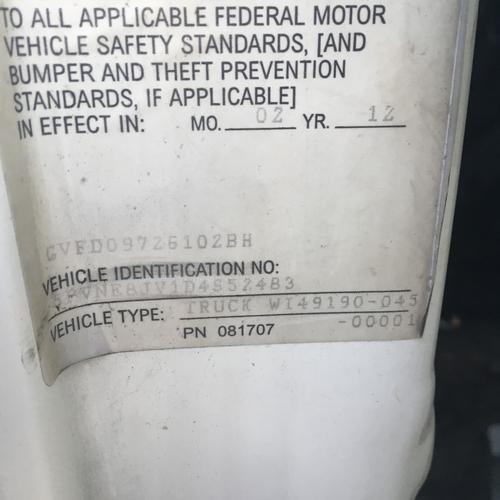 TO ALL APPLICABLE FEDERAL MOTOR
VEHICLE SAFETY STANDARDS, [AND
BUMPER AND THEFT PREVENTION
STANDARDS, IF APPLICABLE]
IN EFFECT IN: MO. 02 YR. 12
GVFD09726102BH
VEHICLE IDENTIFICATION NO:
VEHICLE TYPE: TRUCK WI49190-045
PN 081707 -00001